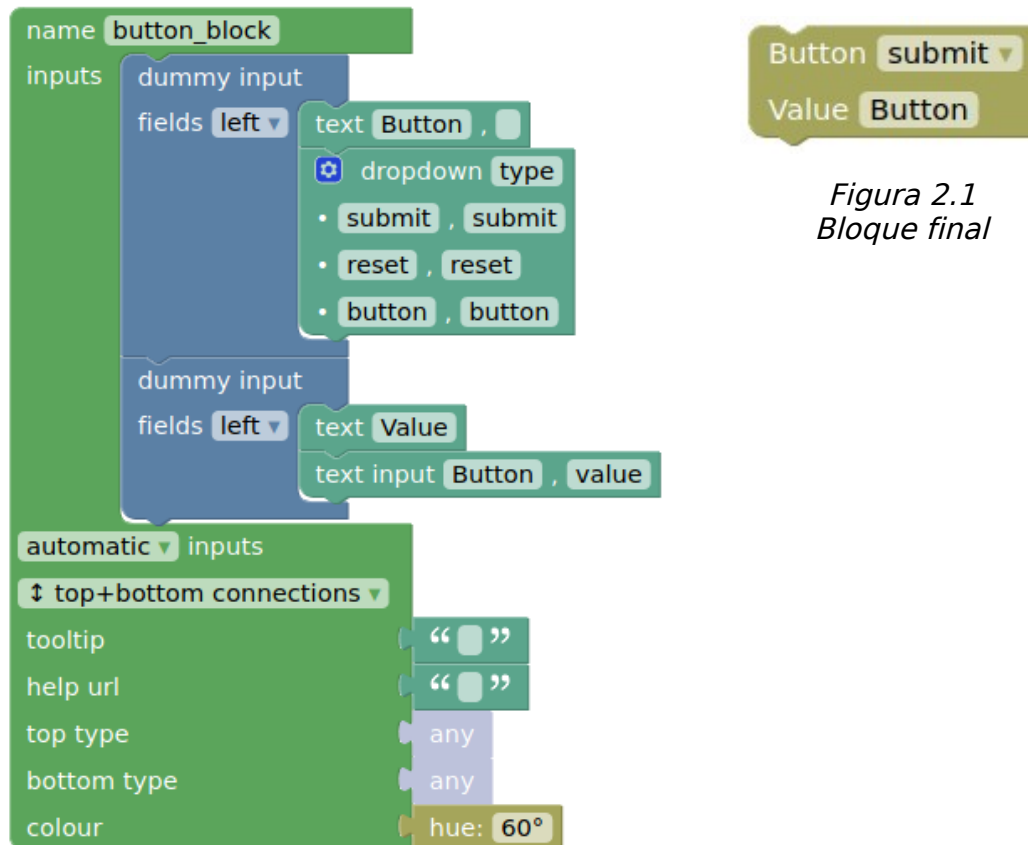 name button_block
inputs dummy input
fields left ▾ text Button ,
dropdown type
• submit , submit
• reset , reset
• button , button
dummy input
fields left ▾ text Value
text input Button , value
automatic ▾ inputs
↕ top+bottom connections ▾
tooltip “ ”
help url “ ”
top type any
bottom type any
colour hue: 60°
Button submit ▾
Value Button
Figura 2.1
Bloque final